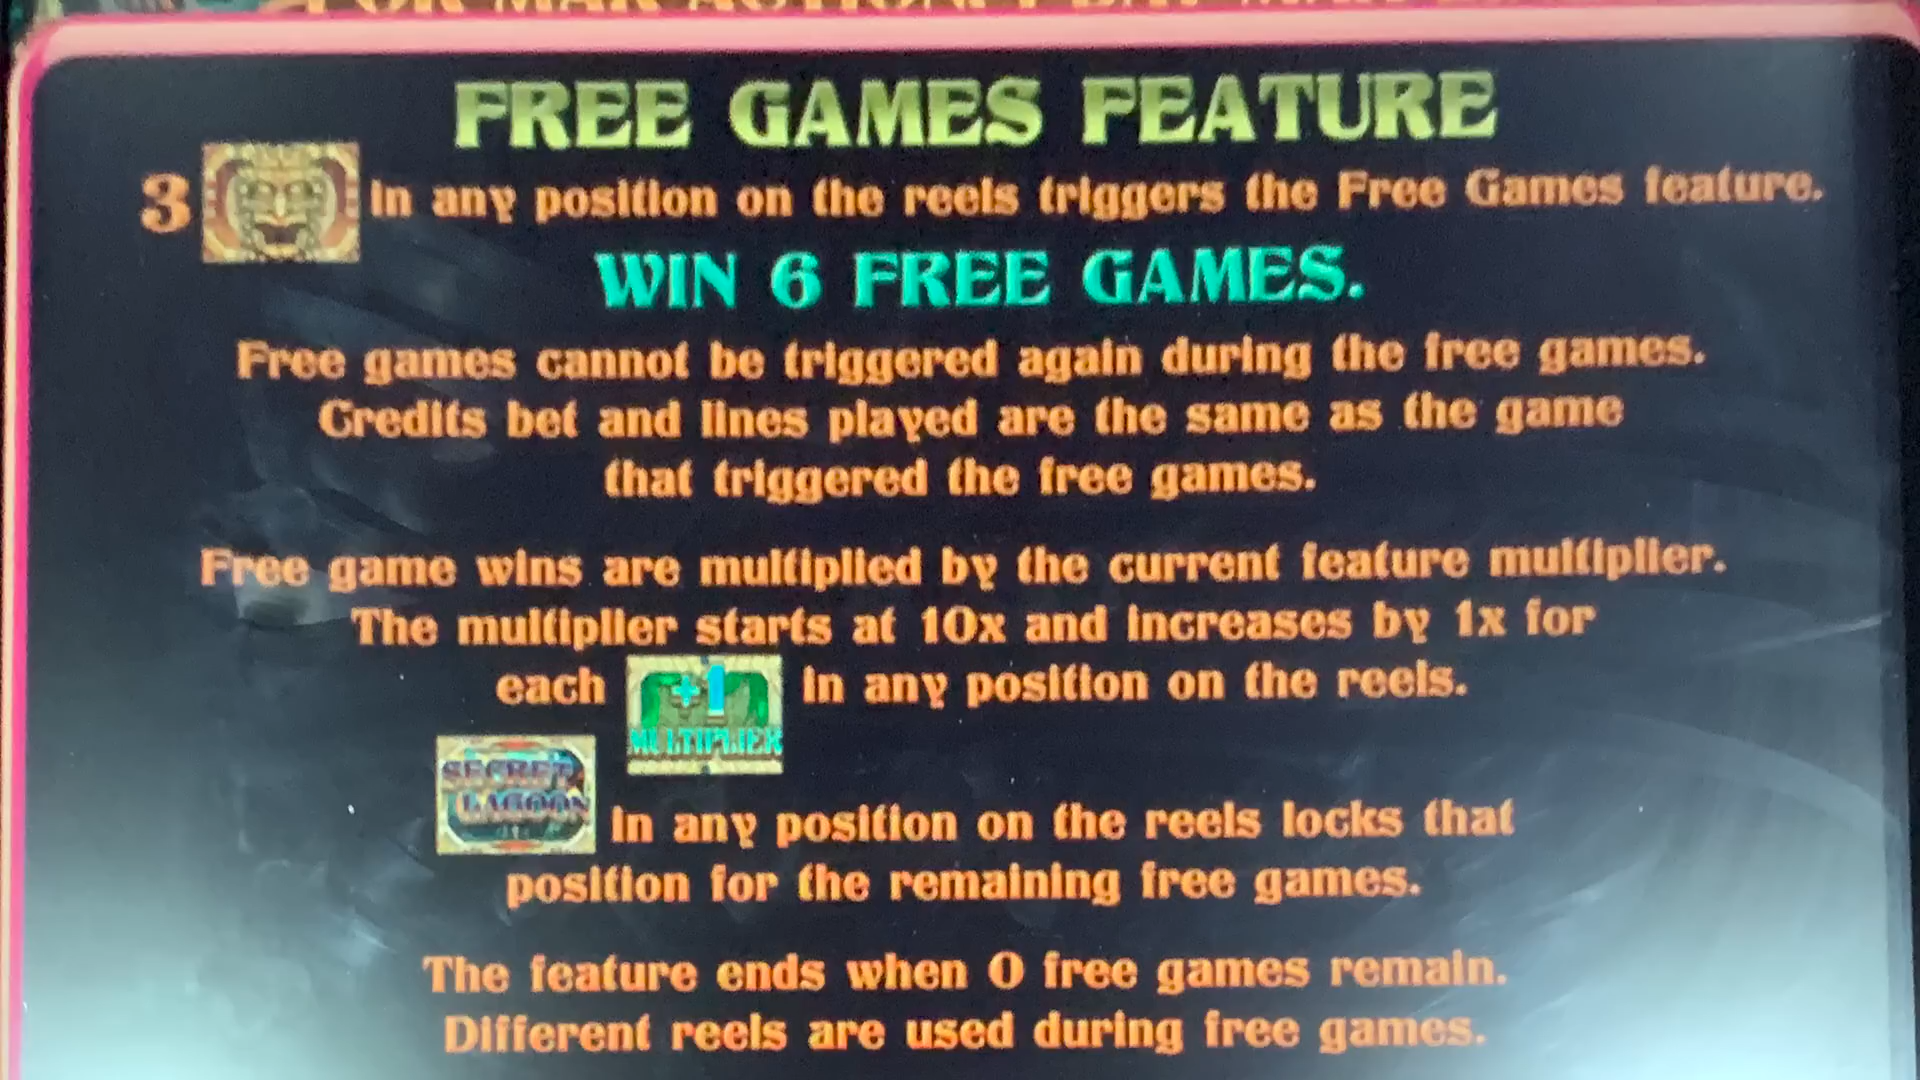 FREE GAMES FEATURE
3 in any position on the reels triggers the Free Games feature.
WIN 6 FREE GAMES.
Free games cannot be triggered again during the free games.
Credits bet and lines played are the same as the game
that triggered the free games.
Free game wins are multiplied by the current feature multiplier.
The multiplier starts at 10x and increases by 1x for
each +1 MULTIPLIER in any position on the reels.
SECRET LAGOON in any position on the reels locks that
position for the remaining free games.
The feature ends when 0 free games remain.
Different reels are used during free games.